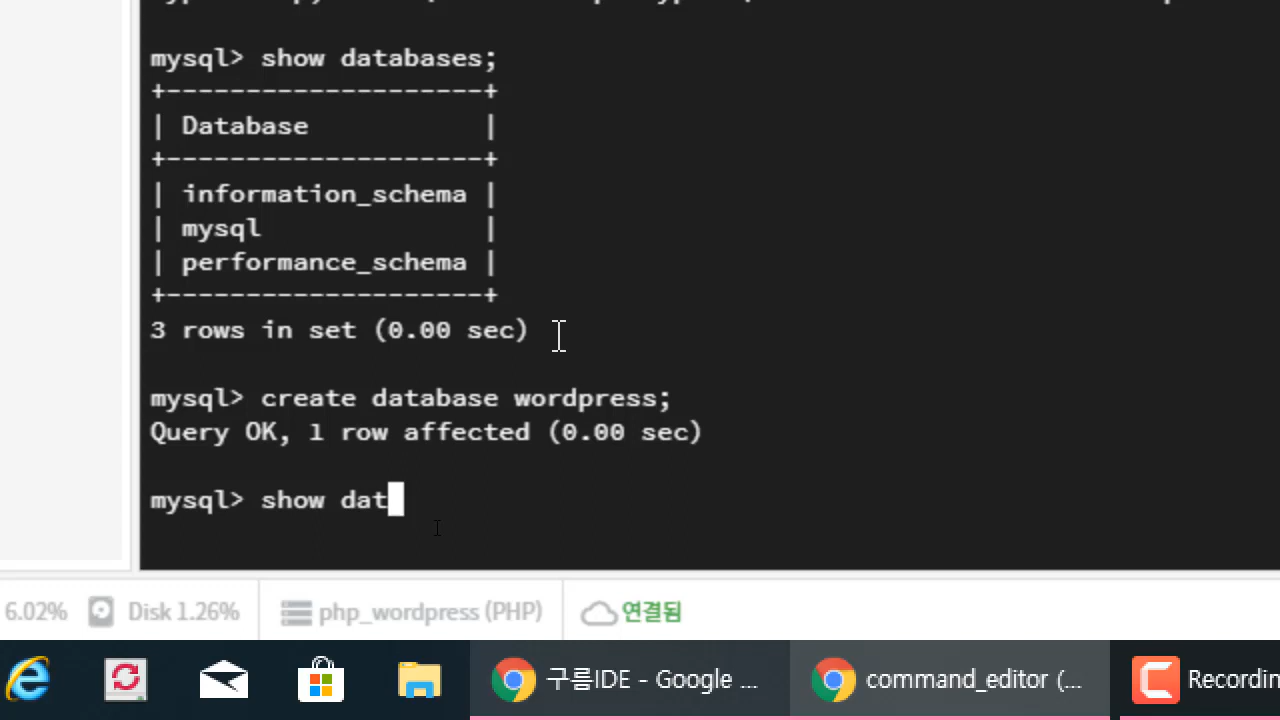 mysql> show databases;
+--------------------+
| Database           |
+--------------------+
| information_schema |
| mysql              |
| performance_schema |
+--------------------+
3 rows in set (0.00 sec)
mysql> create database wordpress;
Query OK, 1 row affected (0.00 sec)
mysql> show dat
6.02% Disk 1.26% php_wordpress (PHP) 연결됨
구름IDE - Google ... command_editor (... Recordin